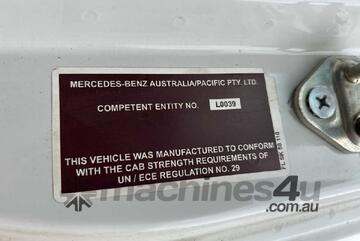 MERCEDES-BENZ AUSTRALIA/PACIFIC PTY. LTD.
COMPETENT ENTITY NO. L0039
THIS VEHICLE WAS MANUFACTURED TO CONFORM
WITH THE CAB STRENGTH REQUIREMENTS OF
UN / ECE REGULATION NO. 29
machines4u
.com.au